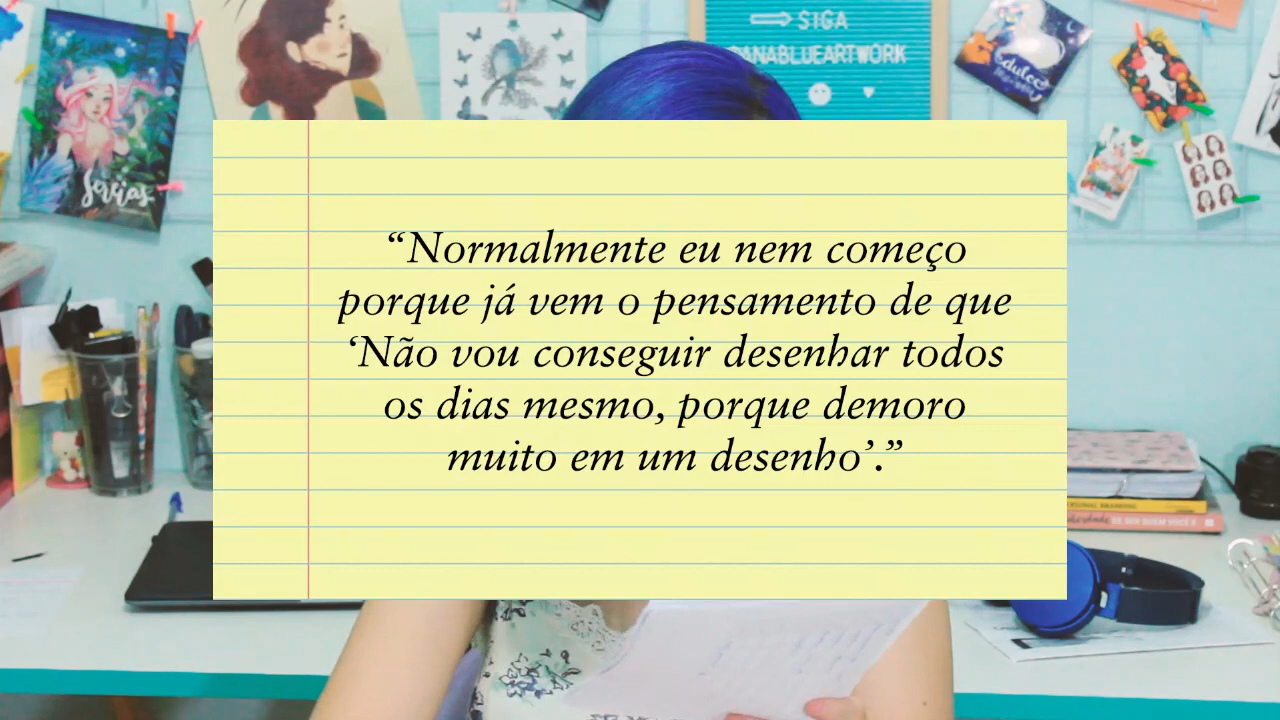 SIGA
ANABLUEARTWORK
Sereias
“Normalmente eu nem começo
porque já vem o pensamento de que
‘Não vou conseguir desenhar todos
os dias mesmo, porque demoro
muito em um desenho’.”